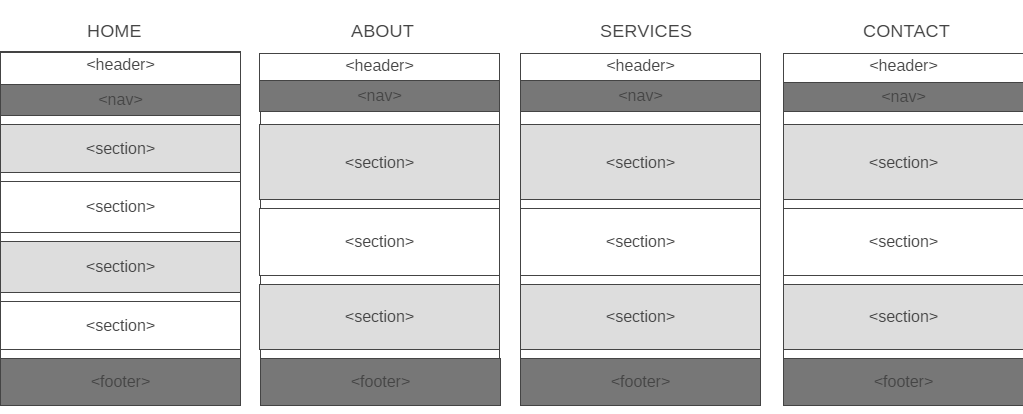 HOME
<header>
<nav>
<section>
<section>
<section>
<section>
<footer>
ABOUT
<header>
<nav>
<section>
<section>
<section>
<footer>
SERVICES
<header>
<nav>
<section>
<section>
<section>
<footer>
CONTACT
<header>
<nav>
<section>
<section>
<section>
<footer>